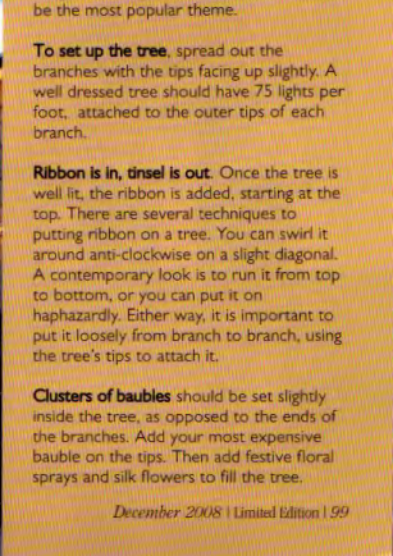 be the most popular theme.
To set up the tree, spread out the
branches with the tips facing up slightly. A
well dressed tree should have 75 lights per
foot, attached to the outer tips of each
branch.
Ribbon is in, tinsel is out. Once the tree is
well lit, the ribbon is added, starting at the
top. There are several techniques to
putting ribbon on a tree. You can swirl it
around anti-clockwise on a slight diagonal.
A contemporary look is to run it from top
to bottom, or you can put it on
haphazardly. Either way, it is important to
put it loosely from branch to branch, using
the tree's tips to attach it.
Clusters of baubles should be set slightly
inside the tree, as opposed to the ends of
the branches. Add your most expensive
bauble on the tips. Then add festive floral
sprays and silk flowers to fill the tree.
December 2008 | Limited Edition | 99